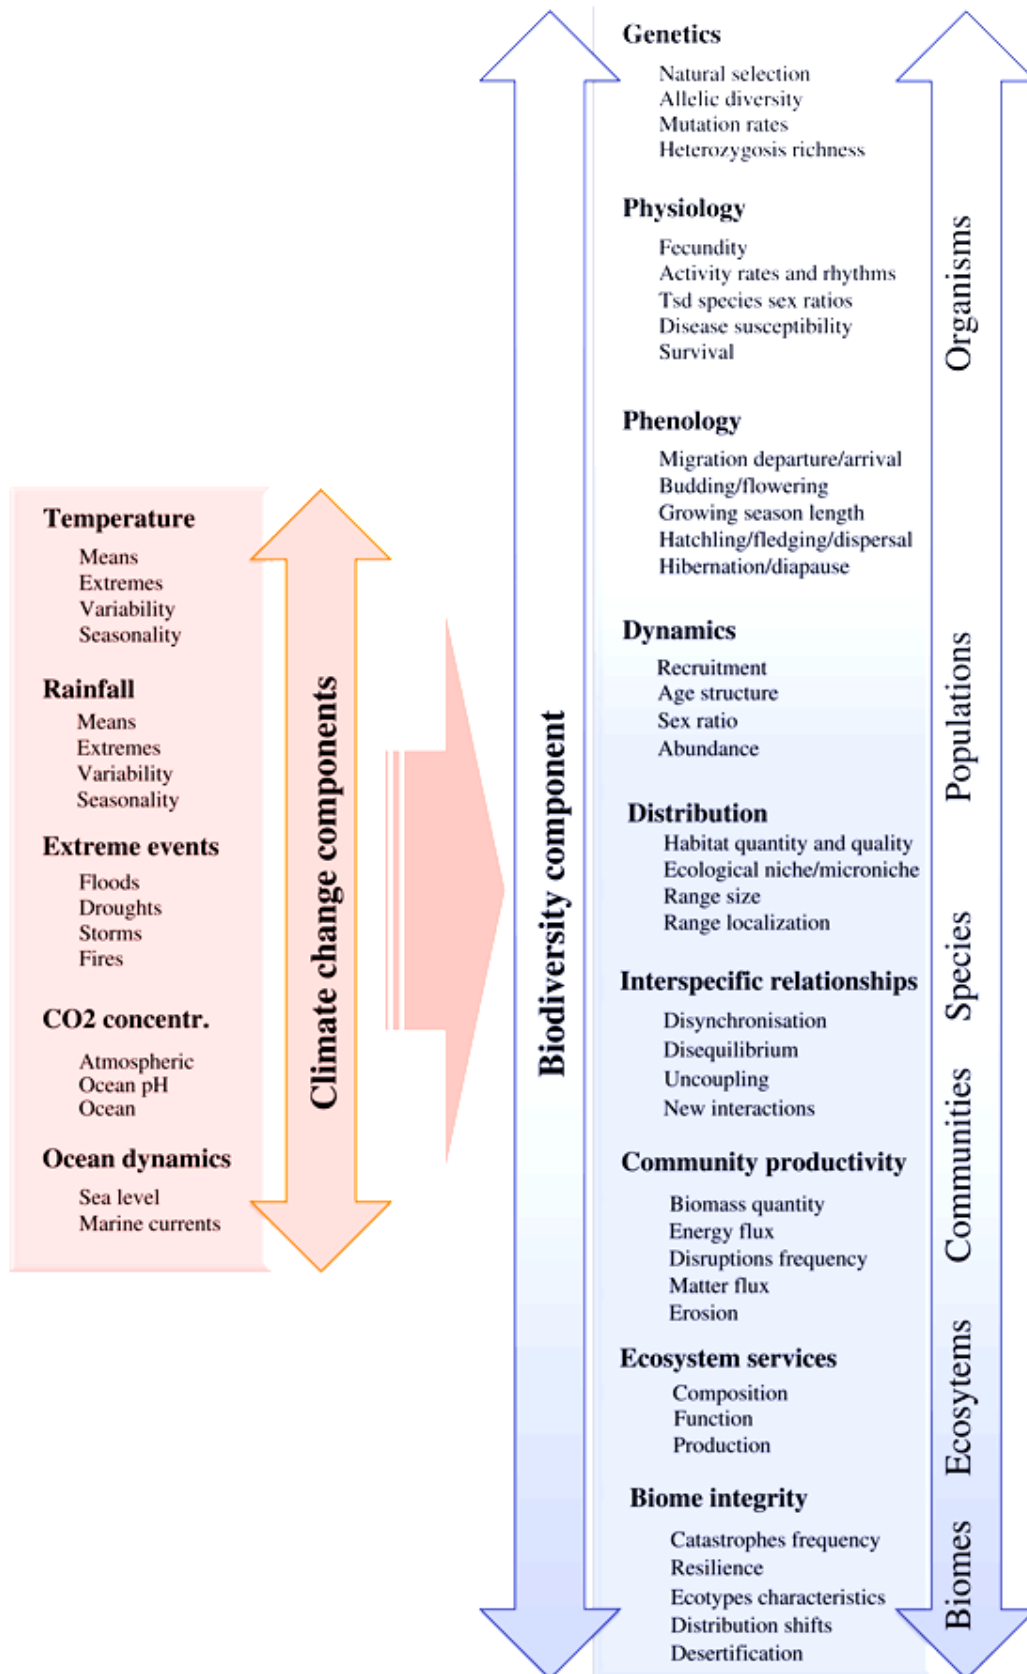 Temperature
Means
Extremes
Variability
Seasonality
Rainfall
Means
Extremes
Variability
Seasonality
Extreme events
Floods
Droughts
Storms
Fires
CO2 concentr.
Atmospheric
Ocean pH
Ocean
Ocean dynamics
Sea level
Marine currents
Climate change components
Biodiversity component
Genetics
Natural selection
Allelic diversity
Mutation rates
Heterozygosis richness
Physiology
Fecundity
Activity rates and rhythms
Tsd species sex ratios
Disease susceptibility
Survival
Phenology
Migration departure/arrival
Budding/flowering
Growing season length
Hatchling/fledging/dispersal
Hibernation/diapause
Dynamics
Recruitment
Age structure
Sex ratio
Abundance
Distribution
Habitat quantity and quality
Ecological niche/microniche
Range size
Range localization
Interspecific relationships
Disynchronisation
Disequilibrium
Uncoupling
New interactions
Community productivity
Biomass quantity
Energy flux
Disruptions frequency
Matter flux
Erosion
Ecosystem services
Composition
Function
Production
Biome integrity
Catastrophes frequency
Resilience
Ecotypes characteristics
Distribution shifts
Desertification
Organisms
Populations
Species
Communities
Ecosytems
Biomes